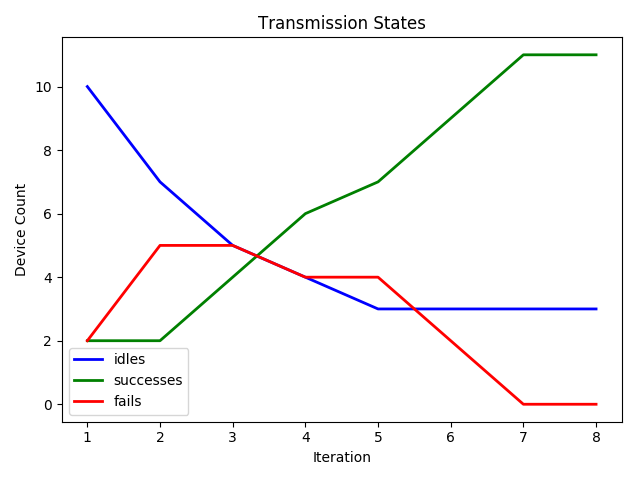 Transmission States
Device Count
10
8
6
4
2
0
idles
successes
fails
1 2 3 4 5 6 7 8
Iteration